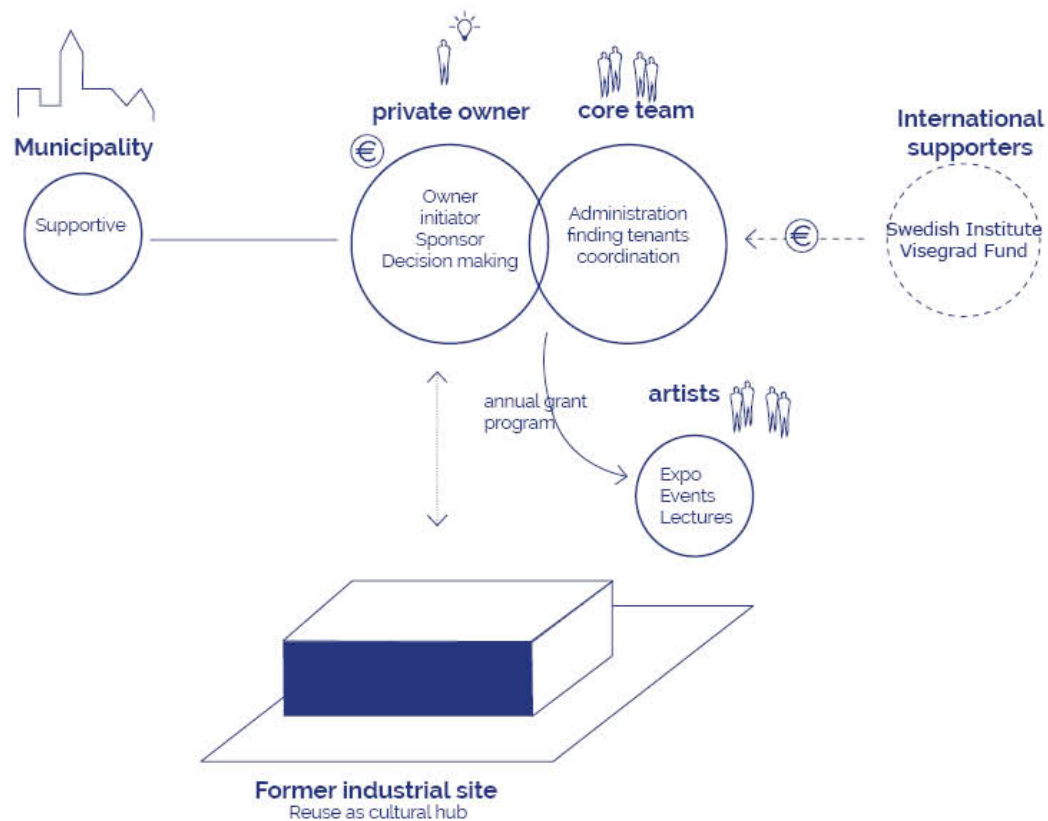 Municipality
Supportive
private owner
€
Owner
initiator
Sponsor
Decision making
core team
Administration
finding tenants
coordination
International
supporters
€
Swedish Institute
Visegrad Fund
annual grant
program
artists
Expo
Events
Lectures
Former industrial site
Reuse as cultural hub